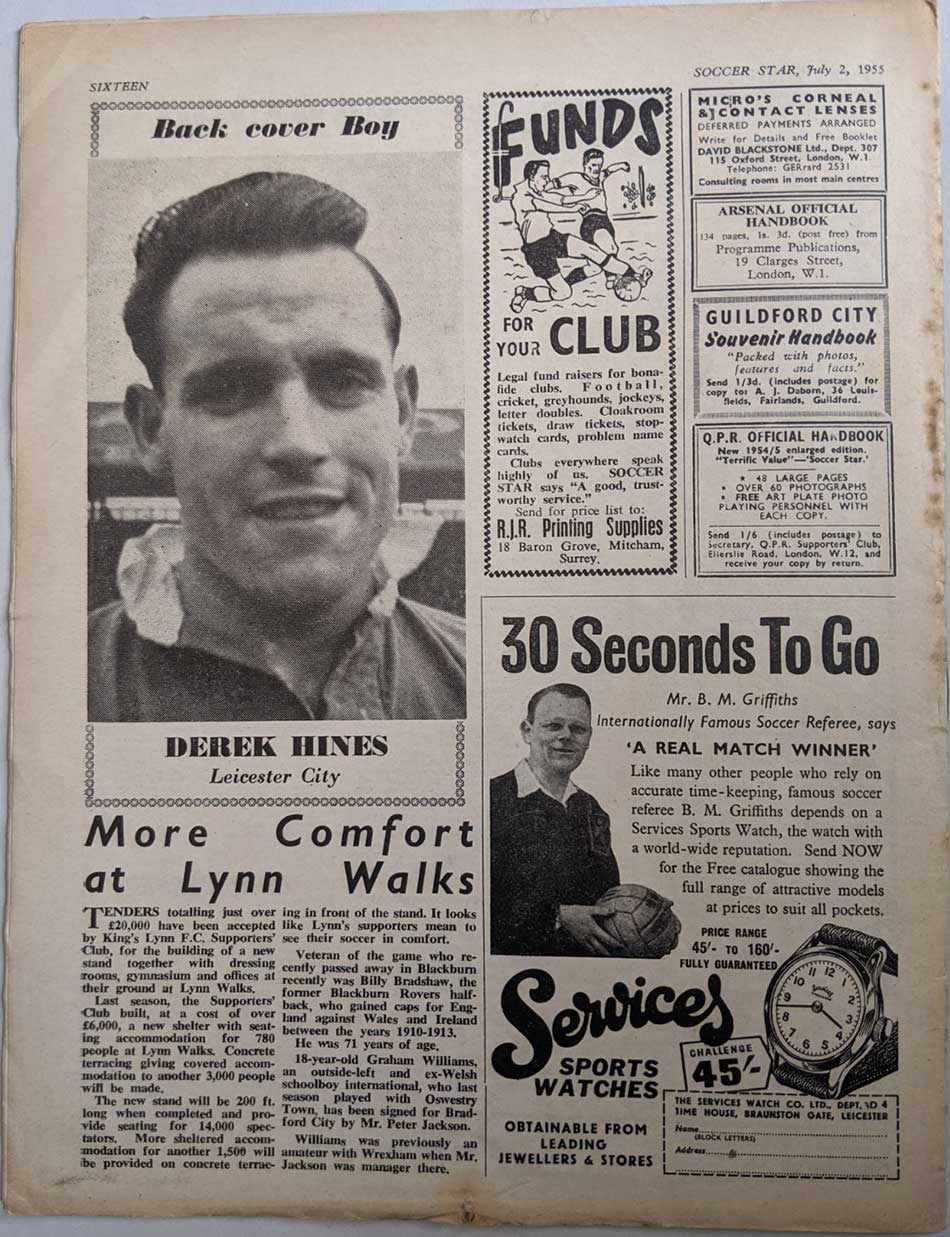 SIXTEEN
SOCCER STAR, July 2, 1955
Back cover Boy
DEREK HINES
Leicester City
More Comfort
at Lynn Walks
TENDERS totalling just over
£20,000 have been accepted
by King's Lynn F.C. Supporters'
Club, for the building of a new
stand together with dressing
rooms, gymnasium and offices at
their ground at Lynn Walks.
Last season, the Supporters'
Club built, at a cost of over
£6,000, a new shelter with seat-
ing accommodation for 780
people at Lynn Walks. Concrete
terracing giving covered accom-
modation to another 3,000 people
will be made.
The new stand will be 200 ft.
long when completed and pro-
vide seating for 14,000 spec-
tators. More sheltered accom-
modation for another 1,500 will
be provided on concrete terrac-
ing in front of the stand. It looks
like Lynn's supporters mean to
see their soccer in comfort.
Veteran of the game who re-
cently passed away in Blackburn
recently was Billy Bradshaw, the
former Blackburn Rovers half-
back, who gained caps for Eng-
land against Wales and Ireland
between the years 1910-1913.
He was 71 years of age.
18-year-old Graham Williams,
an outside-left and ex-Welsh
schoolboy international, who last
season played with Oswestry
Town, has been signed for Brad-
ford City by Mr. Peter Jackson.
Williams was previously an
amateur with Wrexham when Mr.
Jackson was manager there.
FUNDS
FOR
YOUR CLUB
Legal fund raisers for bona-
fide clubs. Football,
cricket, greyhounds, jockeys,
letter doubles. Cloakroom
tickets, draw tickets, stop-
watch cards, problem name
cards.
Clubs everywhere speak
highly of us. SOCCER
STAR says "A good, trust-
worthy service."
Send for price list to:
R.J.R. Printing Supplies
18 Baron Grove, Mitcham,
Surrey.
MICRO'S CORNEAL
& CONTACT LENSES
DEFERRED PAYMENTS ARRANGED
Write for Details and Free Booklet
DAVID BLACKSTONE Ltd., Dept. 307
115 Oxford Street, London, W.1
Telephone: GERrard 2531
Consulting rooms in most main centres
ARSENAL OFFICIAL
HANDBOOK
134 pages, 1s. 3d. (post free) from
Programme Publications,
19 Clarges Street,
London, W.1.
GUILDFORD CITY
Souvenir Handbook
"Packed with photos,
features and facts."
Send 1/3d. (includes postage) for
copy to: A. J. Daborn, 36 Louis-
fields, Fairlands, Guildford.
Q.P.R. OFFICIAL HANDBOOK
New 1954/5 enlarged edition.
"Terrific Value"—'Soccer Star.'
★ 48 LARGE PAGES
• OVER 60 PHOTOGRAPHS
★ FREE ART PLATE PHOTO
PLAYING PERSONNEL WITH
EACH COPY.
Send 1/6 (includes postage) to
Secretary, Q.P.R. Supporters' Club,
Ellerslie Road, London, W.12, and
receive your copy by return.
30 Seconds To Go
Mr. B. M. Griffiths
Internationally Famous Soccer Referee, says
'A REAL MATCH WINNER'
Like many other people who rely on
accurate time-keeping, famous soccer
referee B. M. Griffiths depends on a
Services Sports Watch, the watch with
a world-wide reputation. Send NOW
for the Free catalogue showing the
full range of attractive models
at prices to suit all pockets.
PRICE RANGE
45/- TO 160/-
FULLY GUARANTEED
Services
SPORTS
WATCHES
CHALLENGE
45/-
OBTAINABLE FROM
LEADING
JEWELLERS & STORES
THE SERVICES WATCH CO. LTD., DEPT. 4
TIME HOUSE, BRAUNSTON GATE, LEICESTER
Name
(BLOCK LETTERS)
Address